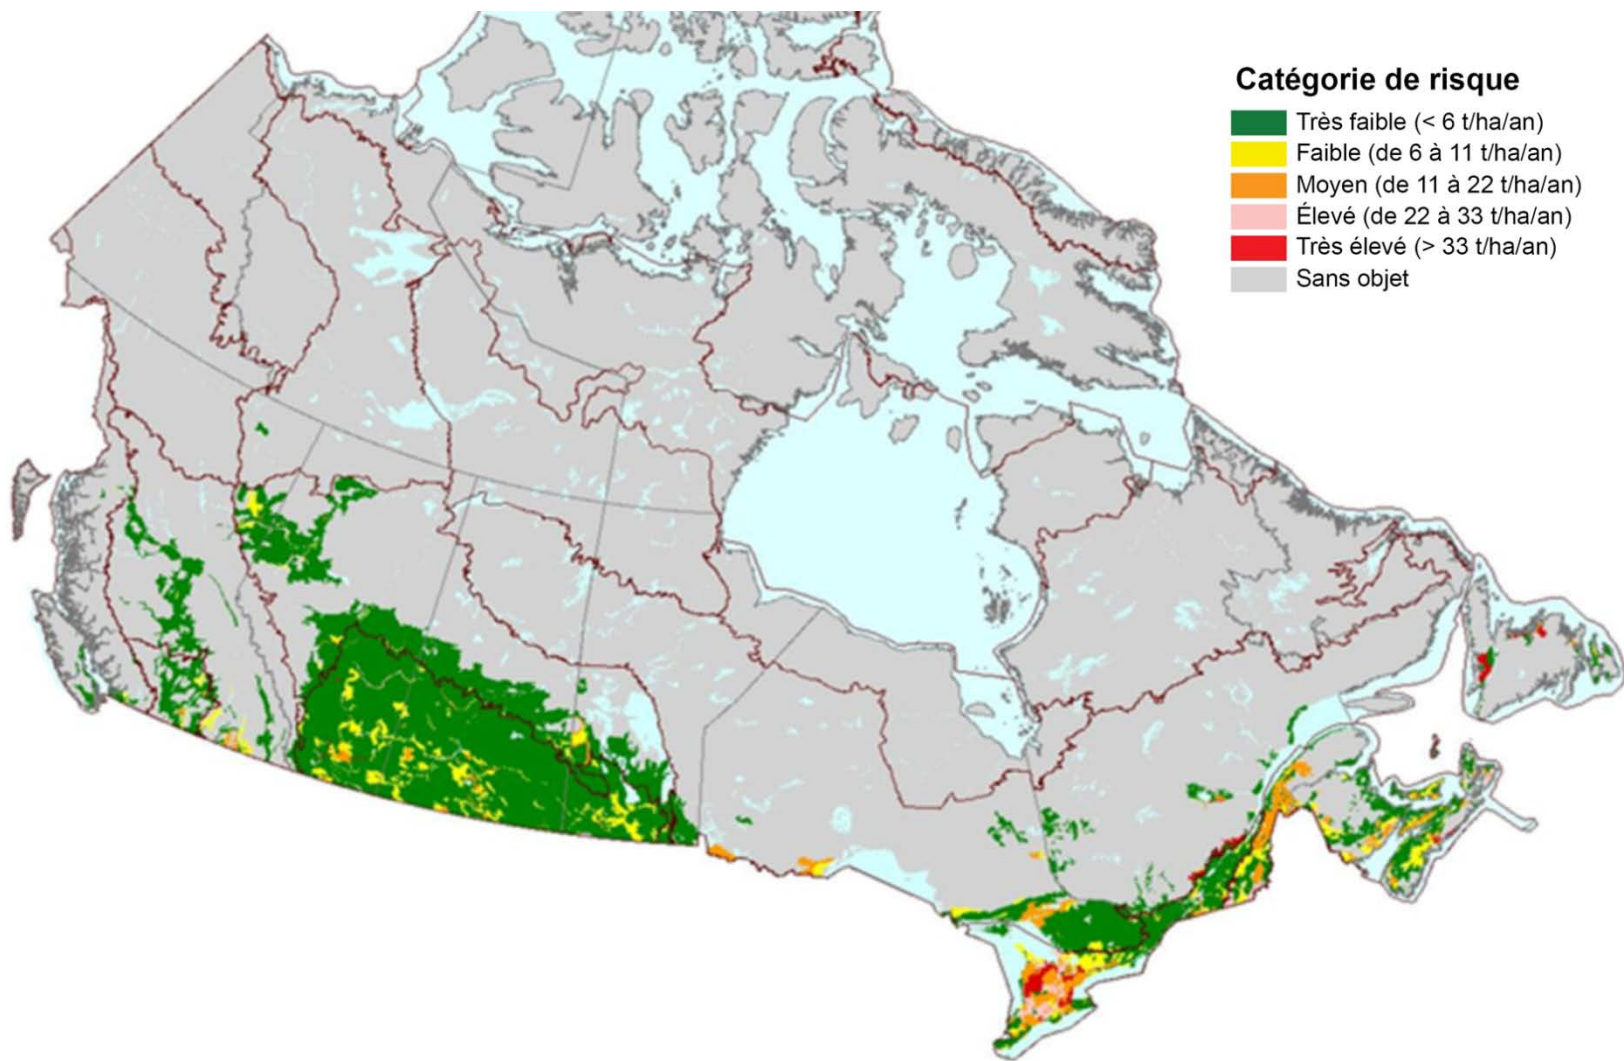 Catégorie de risque
Très faible (< 6 t/ha/an)
Faible (de 6 à 11 t/ha/an)
Moyen (de 11 à 22 t/ha/an)
Élevé (de 22 à 33 t/ha/an)
Très élevé (> 33 t/ha/an)
Sans objet